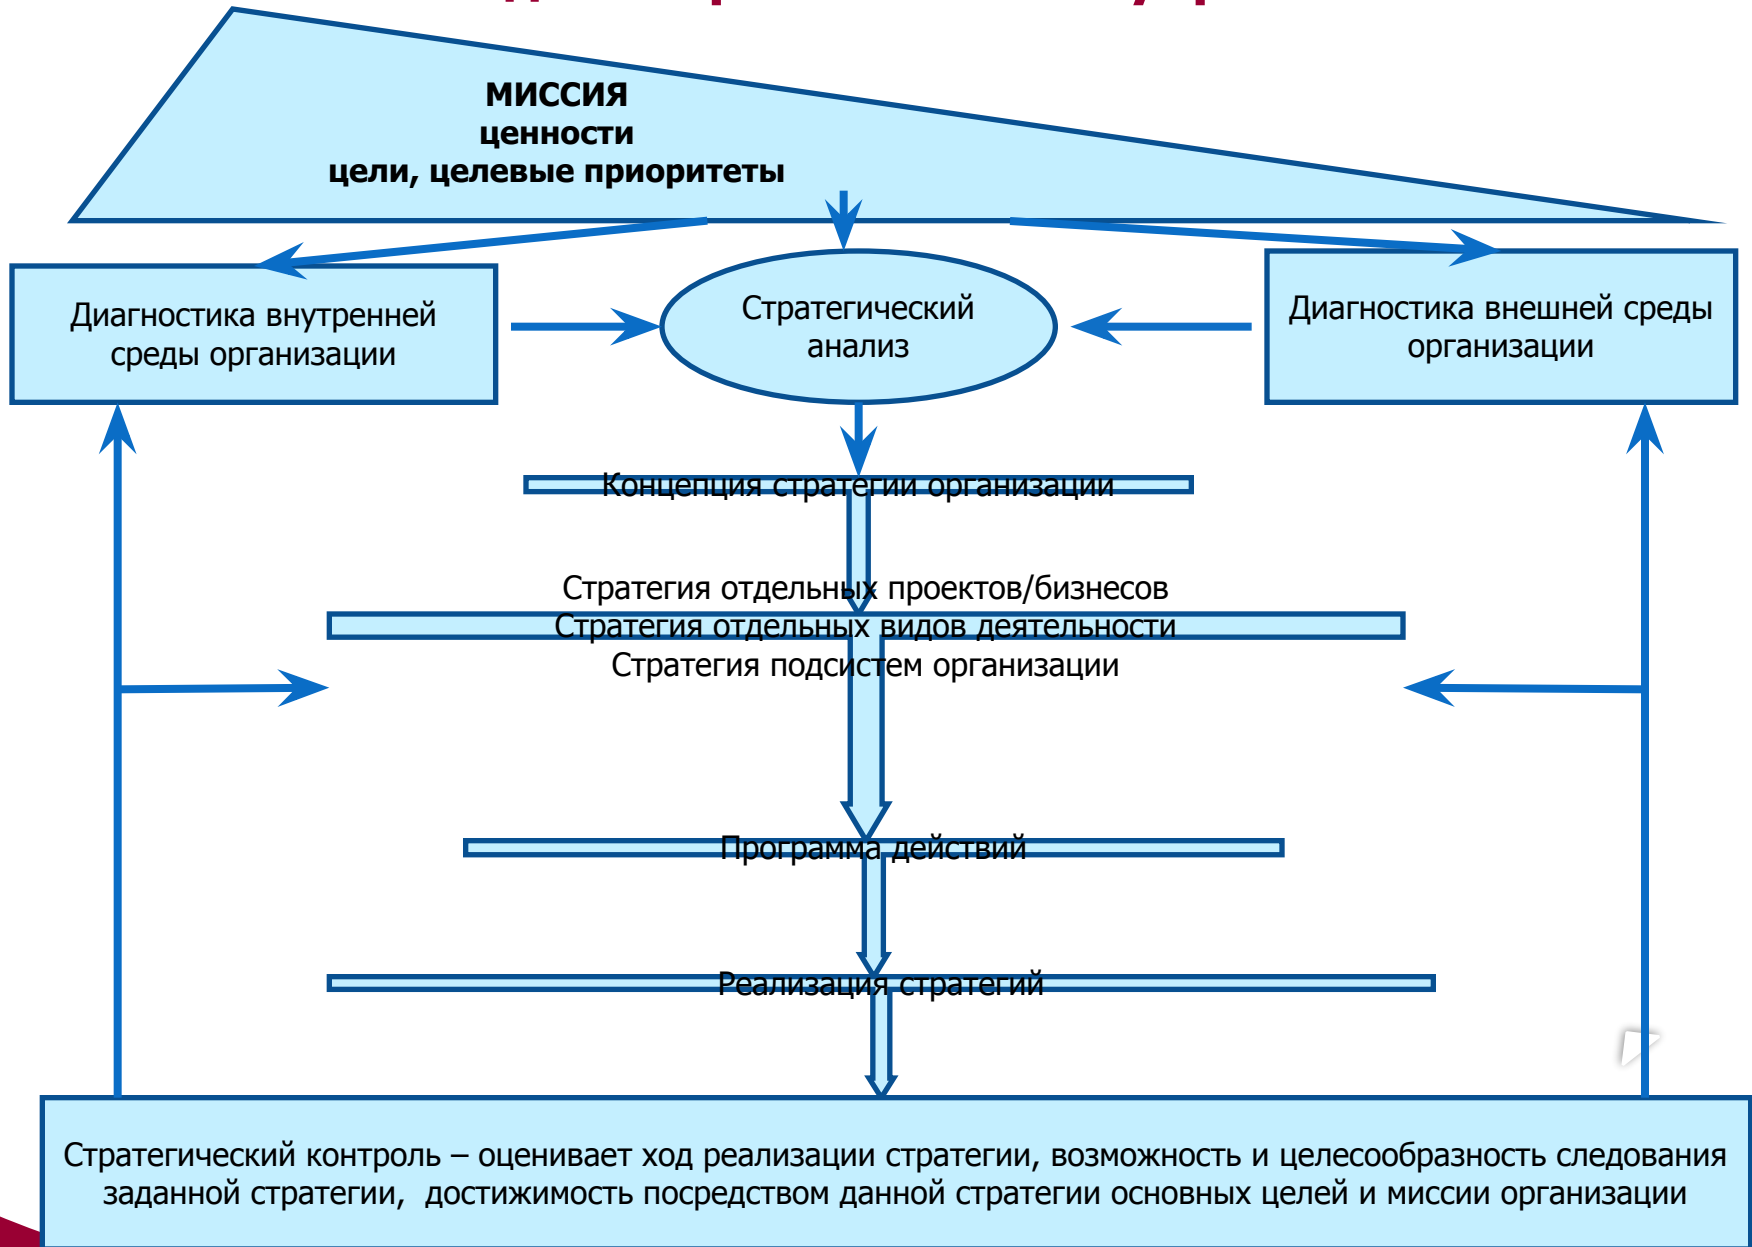 МИССИЯ
ценности
цели, целевые приоритеты
Диагностика внутренней
среды организации
Стратегический
анализ
Диагностика внешней среды
организации
Концепция стратегии организации
Стратегия отдельных проектов/бизнесов
Стратегия отдельных видов деятельности
Стратегия подсистем организации
Программа действий
Реализация стратегий
Стратегический контроль – оценивает ход реализации стратегии, возможность и целесообразность следования
заданной стратегии, достижимость посредством данной стратегии основных целей и миссии организации